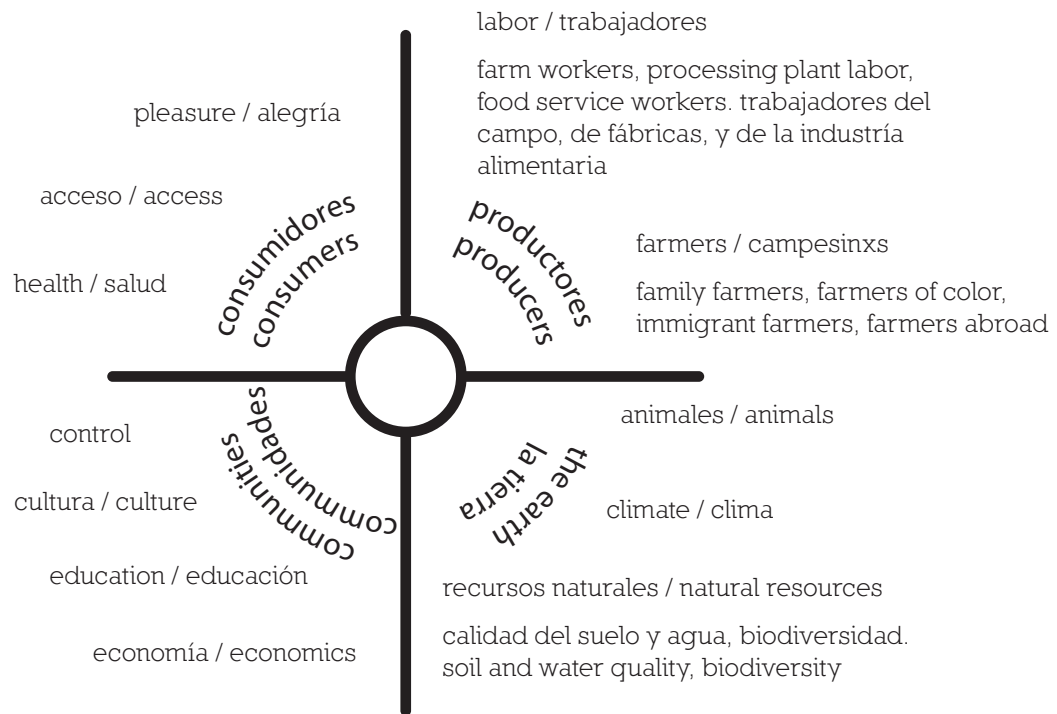 labor / trabajadores
farm workers, processing plant labor,
food service workers. trabajadores del
campo, de fábricas, y de la industría
alimentaria
pleasure / alegría
acceso / access
health / salud
consumidores
consumers
productores
producers
farmers / campesinxs
family farmers, farmers of color,
immigrant farmers, farmers abroad
control
cultura / culture
education / educación
economía / economics
communidades
communities
animales / animals
the earth
la tierra
climate / clima
recursos naturales / natural resources
calidad del suelo y agua, biodiversidad.
soil and water quality, biodiversity